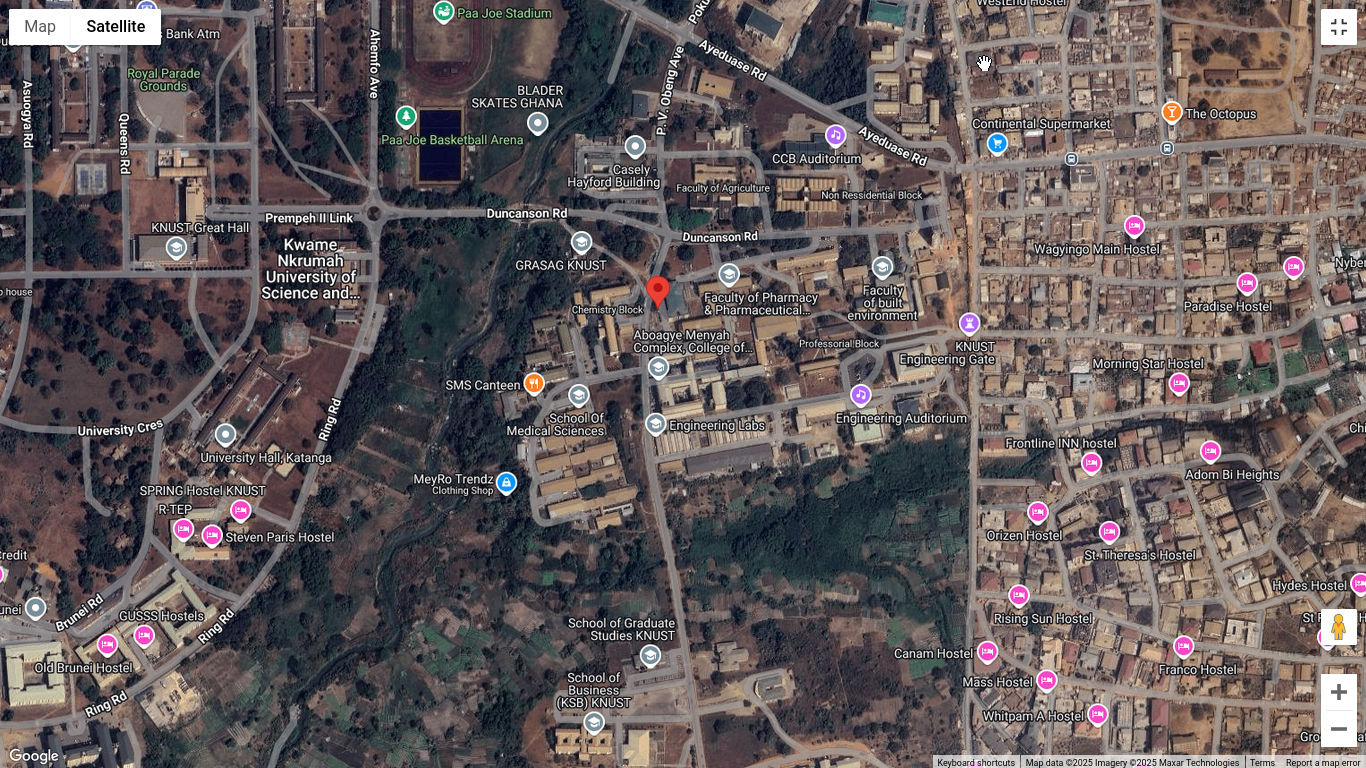 WestEnd Hostel
Map
Satellite
s Bank Atm
Paa Joe Stadium
Ayeduase Rd
Royal Parade
Grounds
Asuogya Rd
Queens Rd
Ahemfo Ave
P. V. Obeng Ave
BLADER
SKATES GHANA
Paa Joe Basketball Arena
The Octopus
Continental Supermarket
Ayeduase Rd
CCB Auditorium
Casely -
Hayford Building
Faculty of Agriculture
Non Ressidential Block
Prempeh II Link
Duncanson Rd
KNUST Great Hall
Duncanson Rd
Kwame
Nkrumah
University of
Science and...
Wagyingo Main Hostel
GRASAG KNUST
Paradise Hostel
Faculty of Pharmacy
& Pharmaceutical...
Faculty
of built
environment
Chemistry Block
Aboagye Menyah
Complex, College of...
Professorial Block
KNUST
Engineering Gate
Morning Star Hostel
SMS Canteen
School Of
Medical Sciences
Engineering Labs
Engineering Auditorium
University Cres
Ring Rd
Frontline INN hostel
University Hall, Katanga
Adom Bi Heights
MeyRo Trendz
Clothing Shop
SPRING Hostel KNUST
R-TEP
Steven Paris Hostel
Orizen Hostel
St. Theresa's Hostel
Credit
Hydes Hostel
Brunei Rd
GUSSS Hostels
Ring Rd
Rising Sun Hostel
School of Graduate
Studies KNUST
Canam Hostel
Old Brunei Hostel
Franco Hostel
Mass Hostel
School of
Business
(KSB) KNUST
Ring Rd
Whitpam A Hostel
Google
Keyboard shortcuts
Map data ©2025 Imagery ©2025 Maxar Technologies
Terms
Report a map error